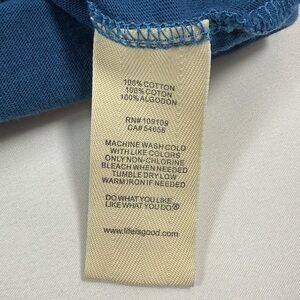 100% COTTON
100% COTON
100% ALGODON
RN# 109109
CA# 54656
MACHINE WASH COLD
WITH LIKE COLORS
ONLY NON-CHLORINE
BLEACH WHEN NEEDED
TUMBLE DRY LOW
WARM IRON IF NEEDED
DO WHAT YOU LIKE
LIKE WHAT YOU DO®
www.lifeisgood.com